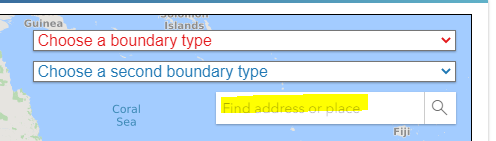 Guinea
Solomon
Islands
Choose a boundary type
Choose a second boundary type
Coral
Sea
Find address or place
Fiji